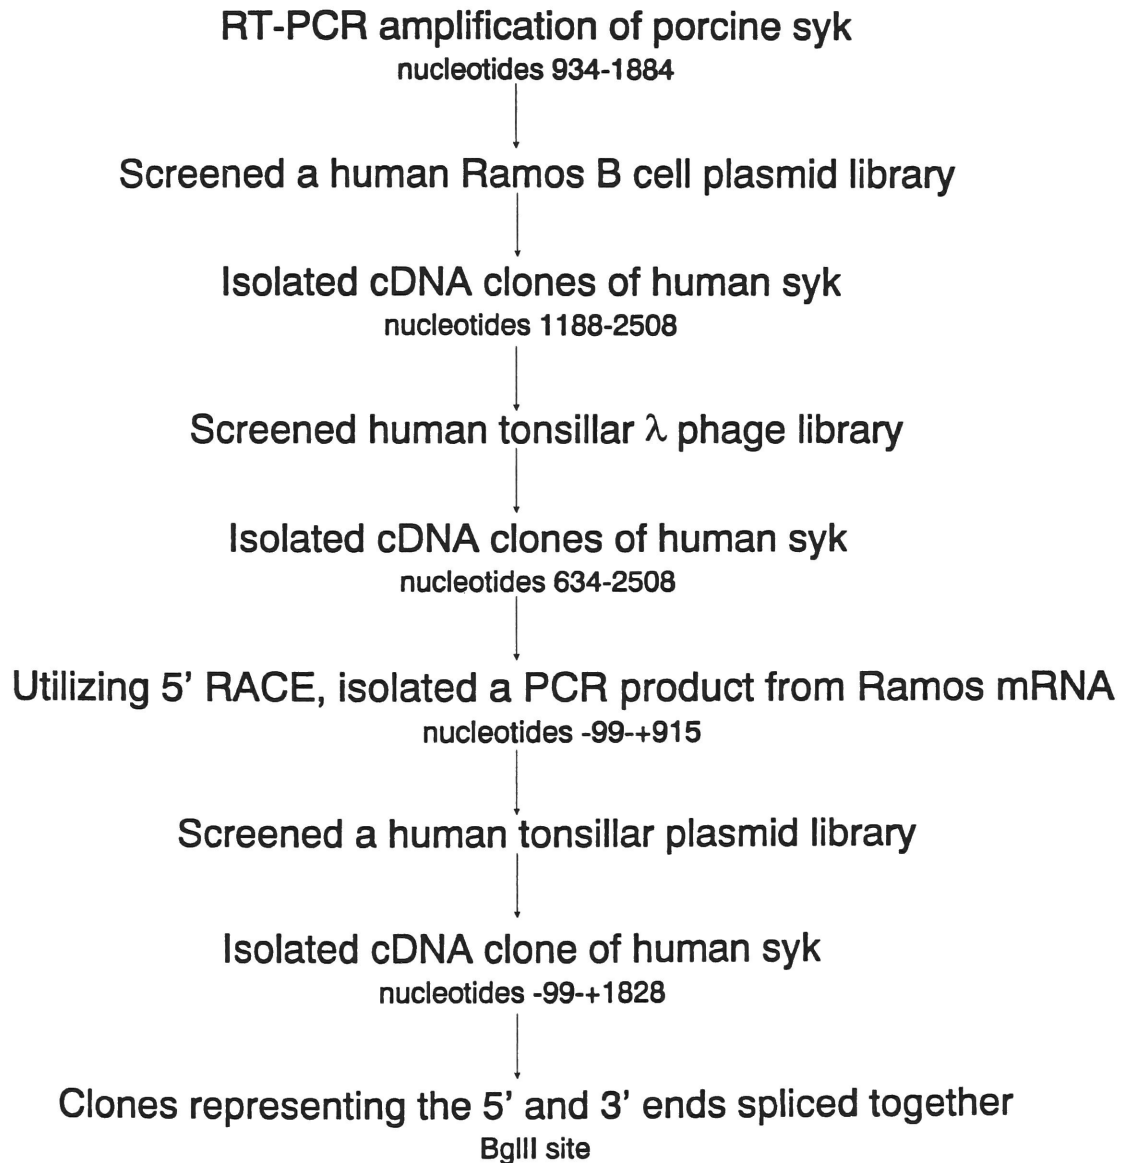 RT-PCR amplification of porcine syk
nucleotides 934-1884
Screened a human Ramos B cell plasmid library
Isolated cDNA clones of human syk
nucleotides 1188-2508
Screened human tonsillar λ phage library
Isolated cDNA clones of human syk
nucleotides 634-2508
Utilizing 5' RACE, isolated a PCR product from Ramos mRNA
nucleotides -99-+915
Screened a human tonsillar plasmid library
Isolated cDNA clone of human syk
nucleotides -99-+1828
Clones representing the 5' and 3' ends spliced together
BglII site